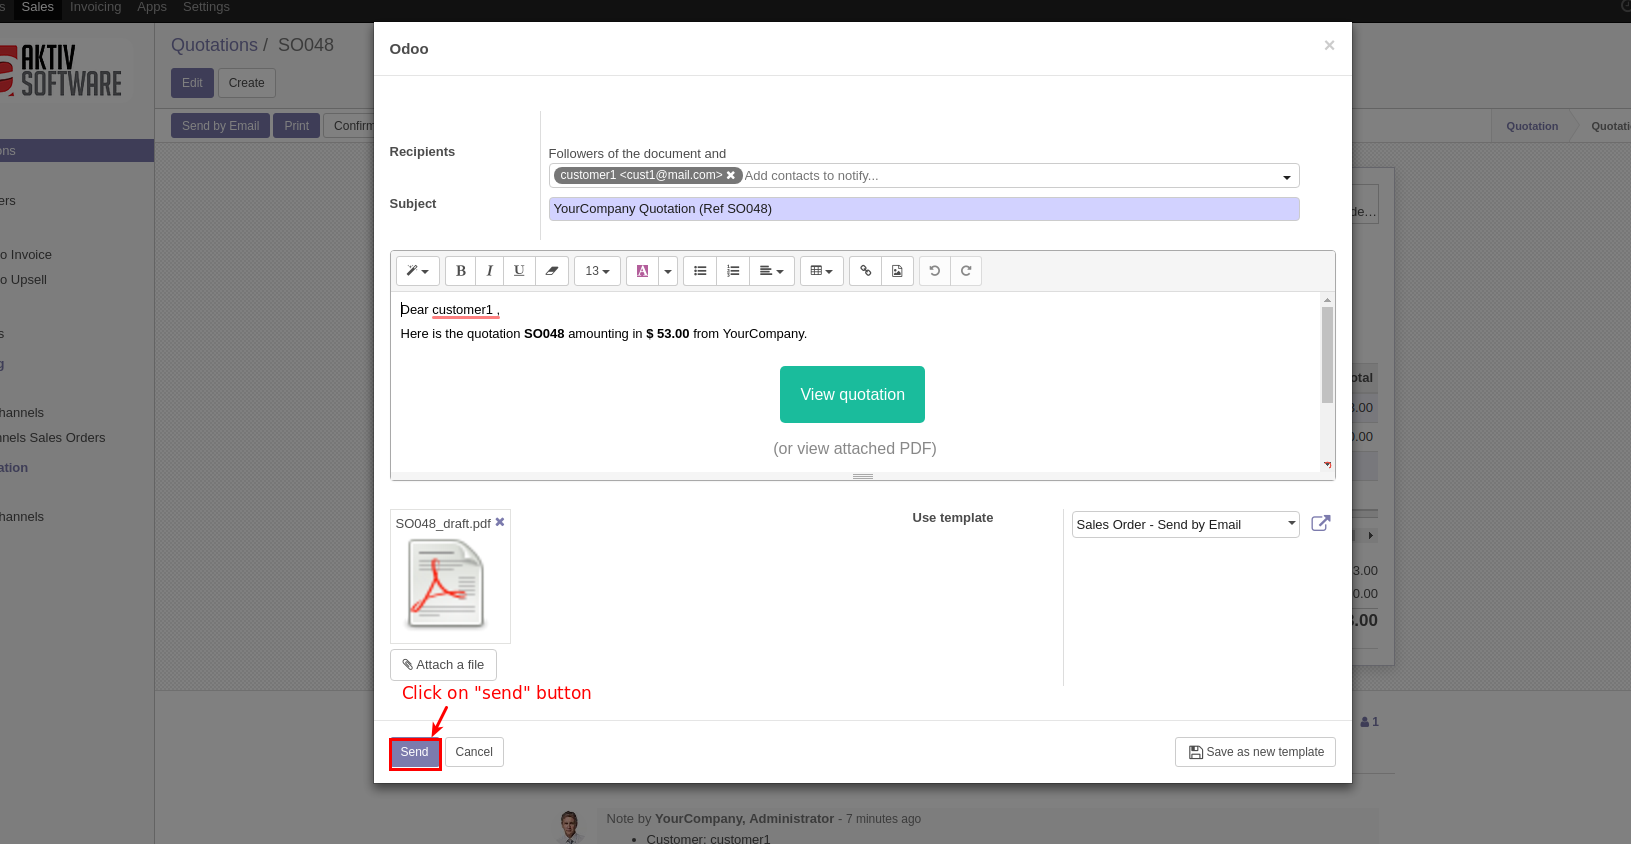 Sales Invoicing Apps Settings
AKTIV
SOFTWARE
Quotations / SO048
Edit Create
Send by Email Print Confirm
Quotation Quotati
ons
ers
o Invoice
o Upsell
s
g
hannels
nnels Sales Orders
ation
hannels
Odoo ×
Recipients
Followers of the document and
customer1 <cust1@mail.com> ✖ Add contacts to notify...
Subject
YourCompany Quotation (Ref SO048)
B I U 13 A
Dear customer1 ,
Here is the quotation SO048 amounting in $ 53.00 from YourCompany.
View quotation
(or view attached PDF)
SO048_draft.pdf ✖
Use template
Sales Order - Send by Email
Attach a file
Click on "send" button
Send Cancel
Save as new template
de...
otal
3.00
0.00
3.00
0.00
3.00
1
Note by YourCompany, Administrator - 7 minutes ago
• Customer: customer1